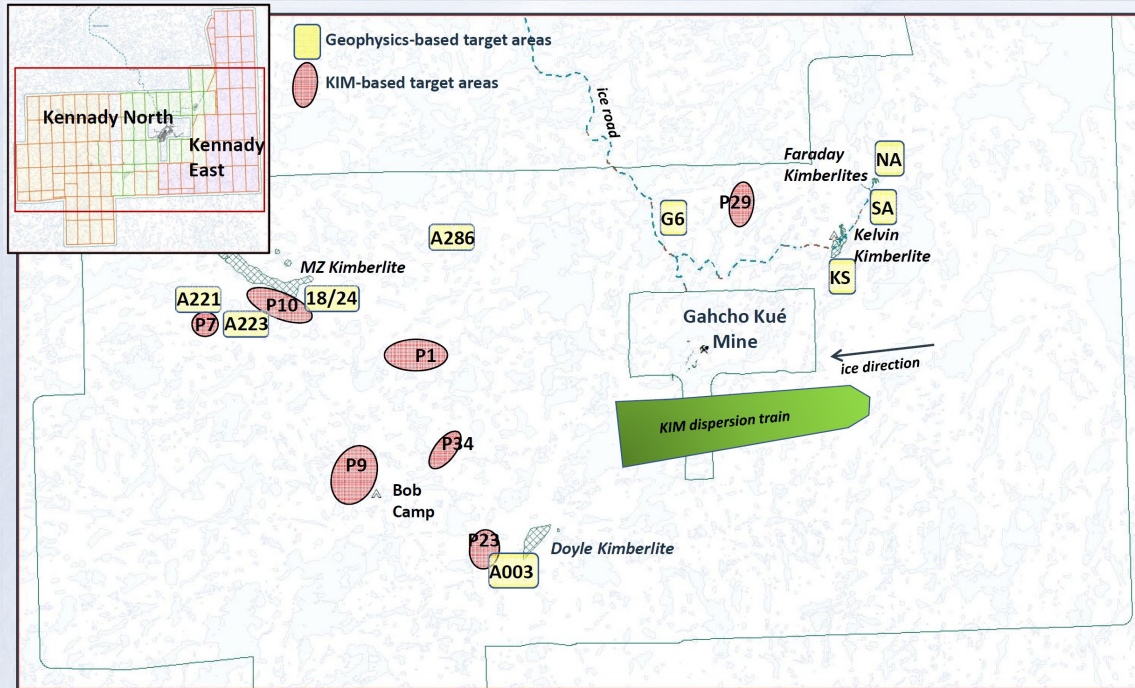 Kennady North
Kennady
East
Geophysics-based target areas
KIM-based target areas
ice road
Faraday
Kimberlites
NA
SA
P29
G6
Kelvin
Kimberlite
KS
A286
MZ Kimberlite
A221
P10
18/24
P7
A223
P1
Gahcho Kué
Mine
ice direction
KIM dispersion train
P34
P9
Bob
Camp
P23
Doyle Kimberlite
A003